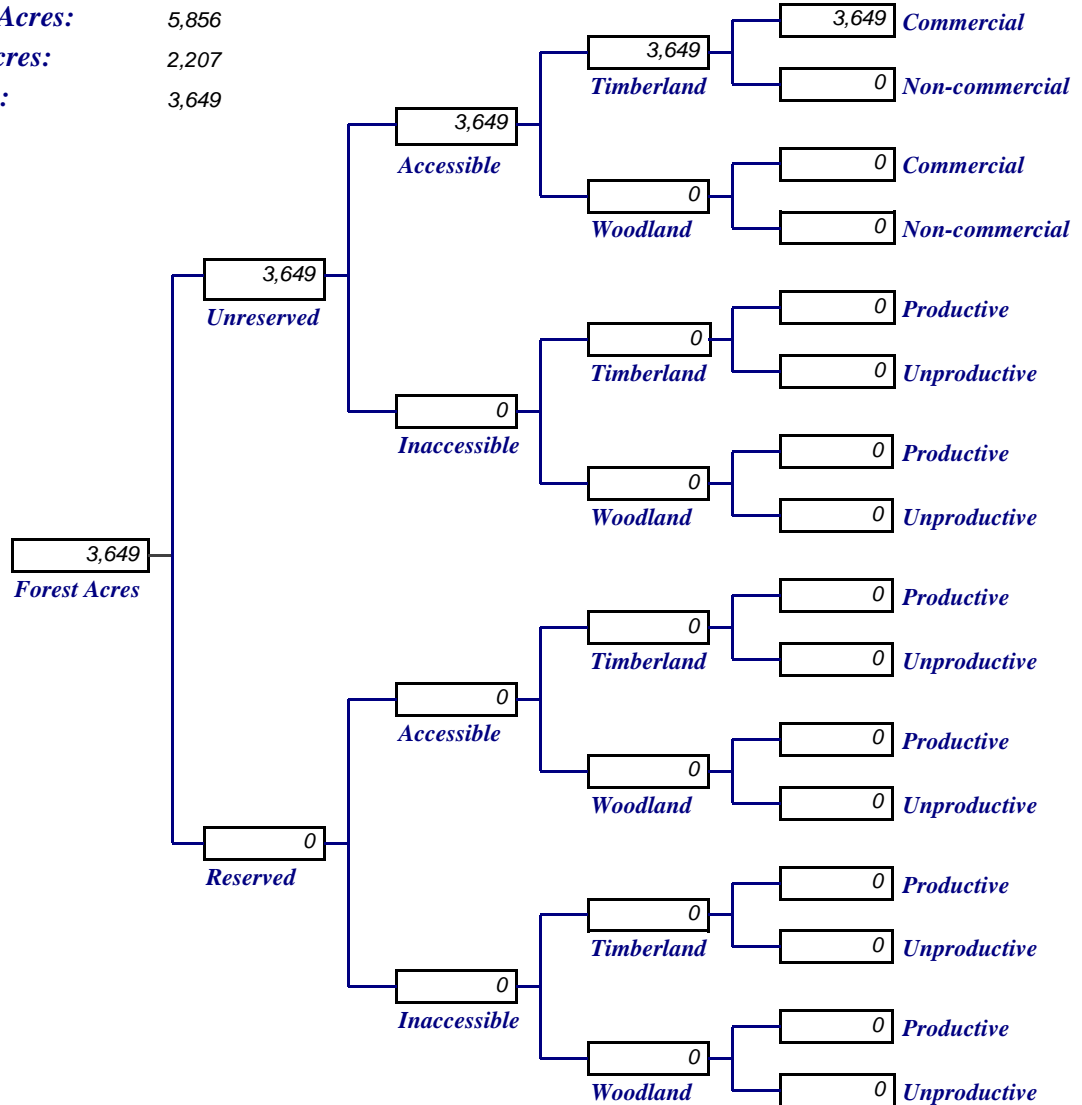 Acres: 5,856
cres: 2,207
: 3,649
3,649 Commercial
3,649
Timberland
0 Non-commercial
3,649
Accessible
0 Commercial
0
Woodland
0 Non-commercial
3,649
Unreserved
0 Productive
0
Timberland
0 Unproductive
0
Inaccessible
0 Productive
0
Woodland
0 Unproductive
3,649
Forest Acres
0 Productive
0
Timberland
0 Unproductive
0
Accessible
0 Productive
0
Woodland
0 Unproductive
0
Reserved
0 Productive
0
Timberland
0 Unproductive
0
Inaccessible
0 Productive
0
Woodland
0 Unproductive